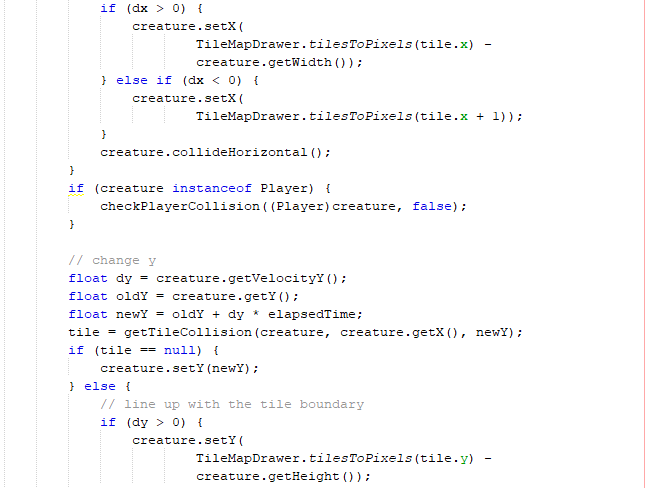 if (dx > 0) {
creature.setX(
TileMapDrawer.tilesToPixels(tile.x) -
creature.getWidth());
} else if (dx < 0) {
creature.setX(
TileMapDrawer.tilesToPixels(tile.x + 1));
}
creature.collideHorizontal();
}
if (creature instanceof Player) {
checkPlayerCollision((Player)creature, false);
}
// change y
float dy = creature.getVelocityY();
float oldY = creature.getY();
float newY = oldY + dy * elapsedTime;
tile = getTileCollision(creature, creature.getX(), newY);
if (tile == null) {
creature.setY(newY);
} else {
// line up with the tile boundary
if (dy > 0) {
creature.setY(
TileMapDrawer.tilesToPixels(tile.y) -
creature.getHeight());